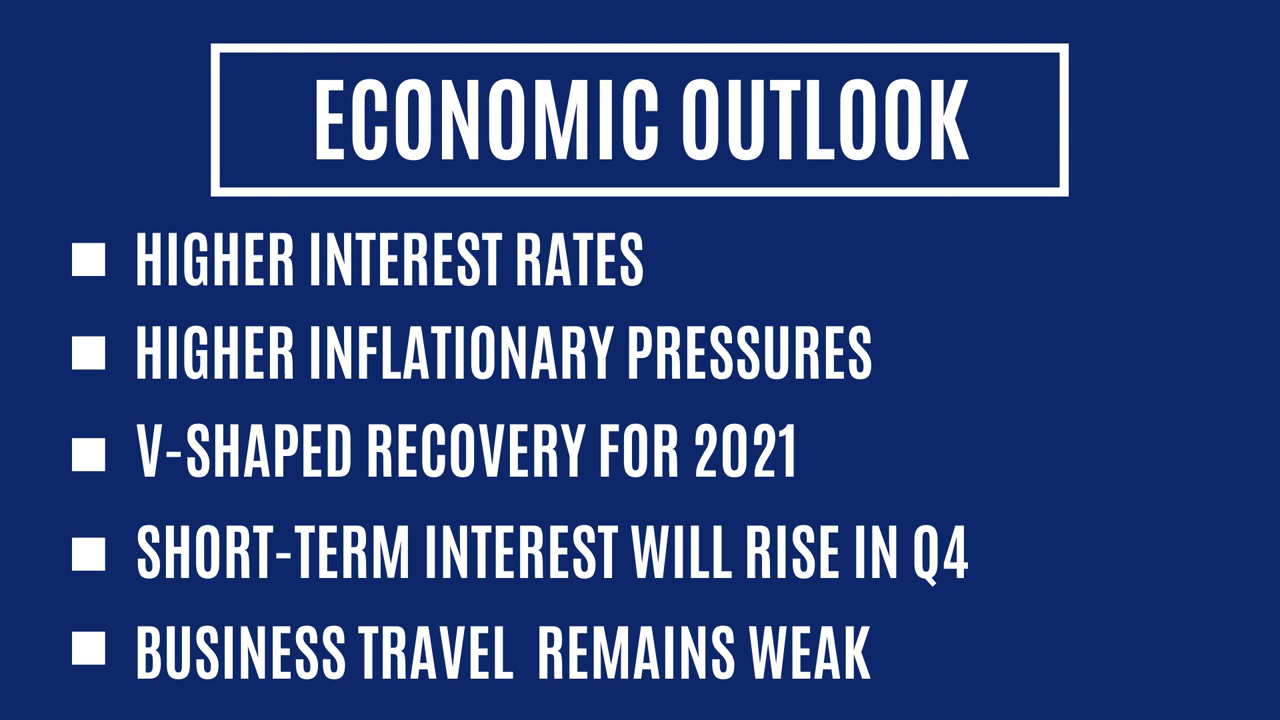 ECONOMIC OUTLOOK
HIGHER INTEREST RATES
HIGHER INFLATIONARY PRESSURES
V-SHAPED RECOVERY FOR 2021
SHORT-TERM INTEREST WILL RISE IN Q4
BUSINESS TRAVEL  REMAINS WEAK